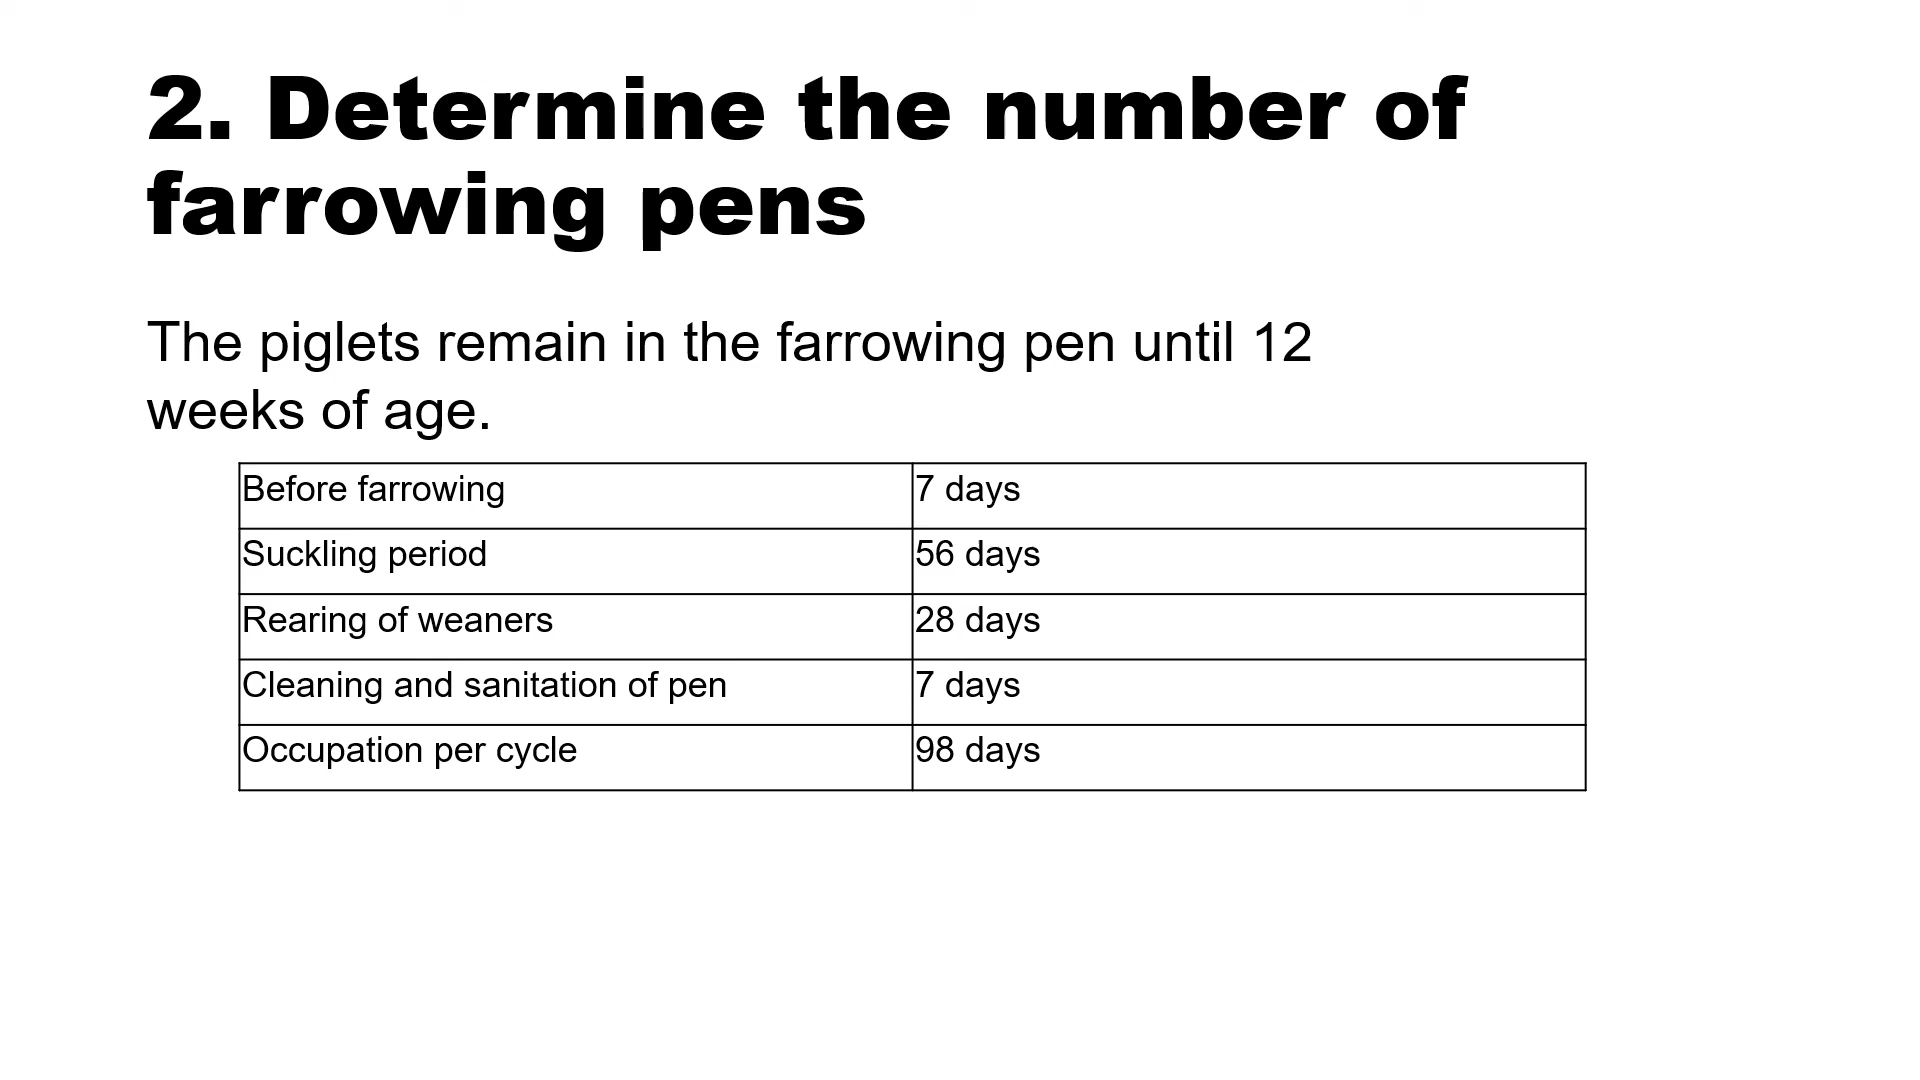 2. Determine the number of
farrowing pens
The piglets remain in the farrowing pen until 12
weeks of age.
Before farrowing 7 days
Suckling period 56 days
Rearing of weaners 28 days
Cleaning and sanitation of pen 7 days
Occupation per cycle 98 days